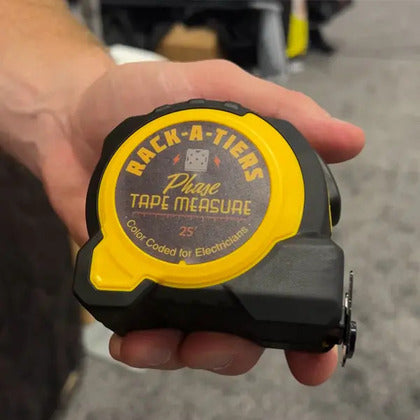 RACK-A-TIERS
Phase
TAPE MEASURE
25'
Color Coded for Electricians